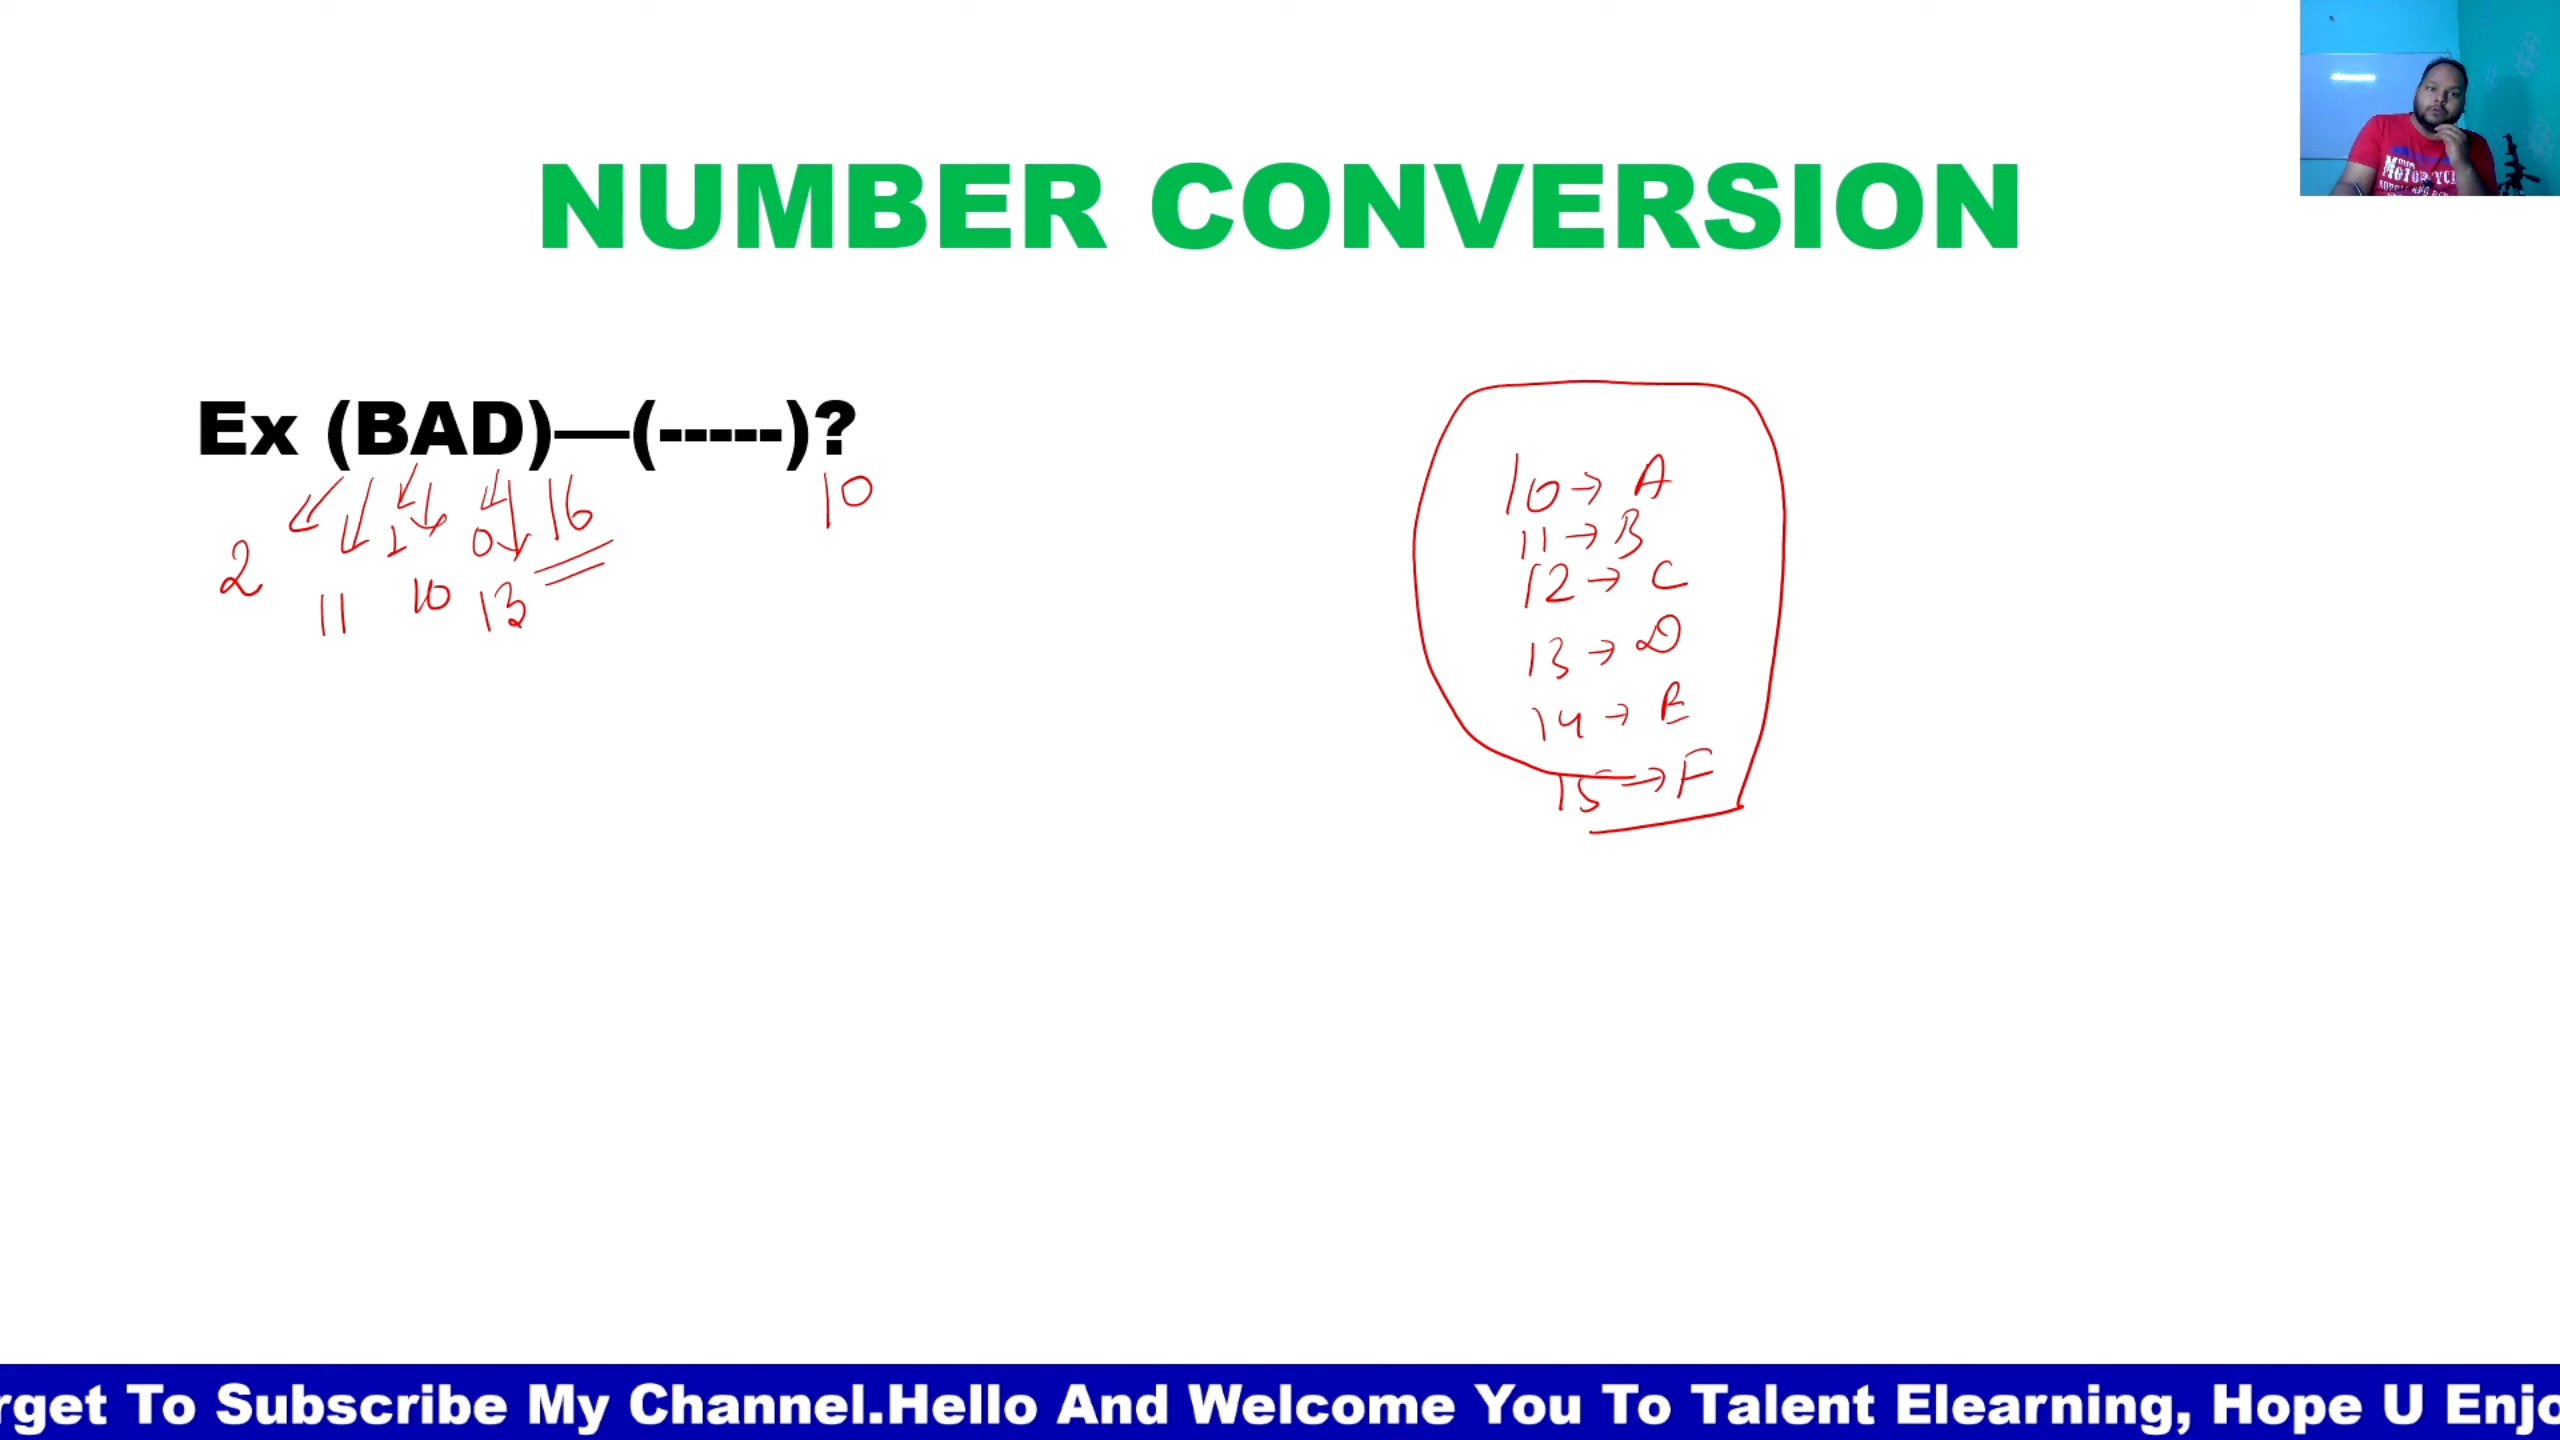 NUMBER CONVERSION
Ex (BAD)—(-----)?
16
10
2
1
0
11 10 13
10 → A
11 → B
12 → C
13 → D
14 → E
15 → F
MOTORCYCL
rget To Subscribe My Channel.Hello And Welcome You To Talent Elearning, Hope U Enjo